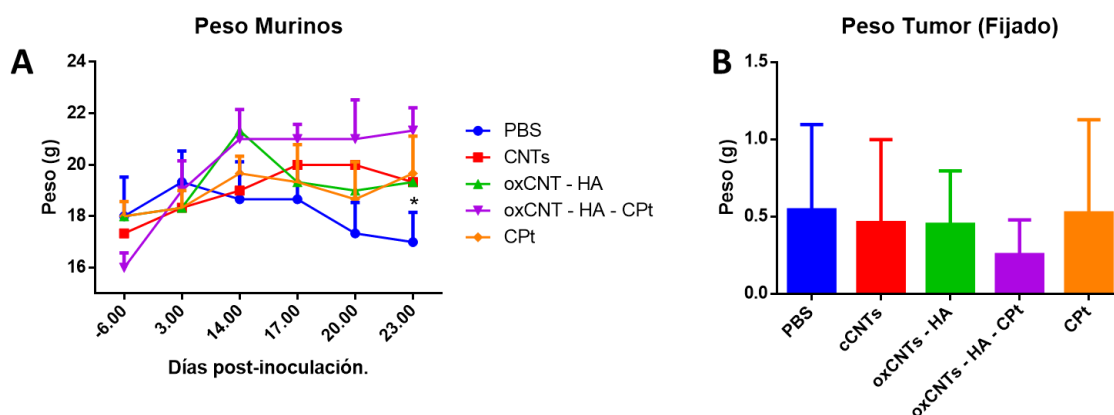 Peso Murinos
A
Peso (g)
24
22
20
18
16
*
-6.00
3.00
14.00
17.00
20.00
23.00
Días post-inoculación.
PBS
CNTs
oxCNT - HA
oxCNT - HA - CPt
CPt
Peso Tumor (Fijado)
B
Peso (g)
1.5
1.0
0.5
0.0
PBS
cCNTs
oxCNTs - HA
oxCNTs - HA - CPt
CPt